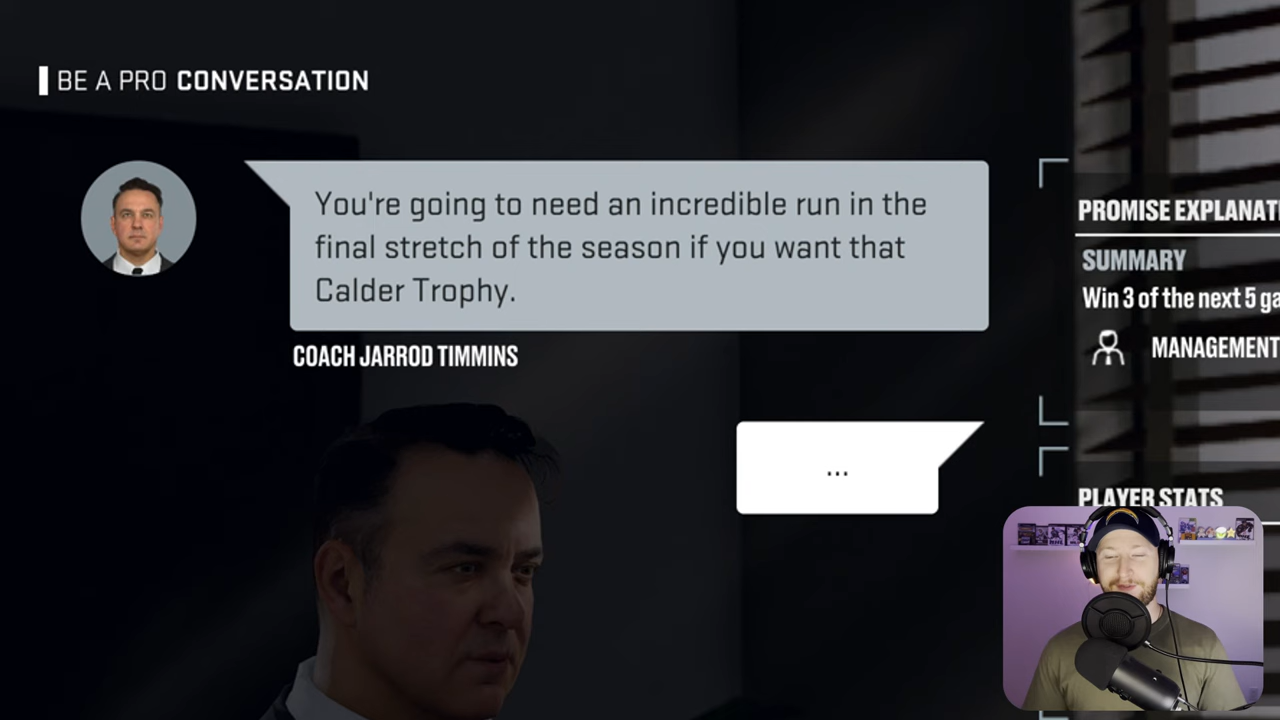 BE A PRO CONVERSATION
You're going to need an incredible run in the
final stretch of the season if you want that
Calder Trophy.
COACH JARROD TIMMINS
...
PROMISE EXPLANATI
SUMMARY
Win 3 of the next 5 ga
MANAGEMENT
PLAYER STATS